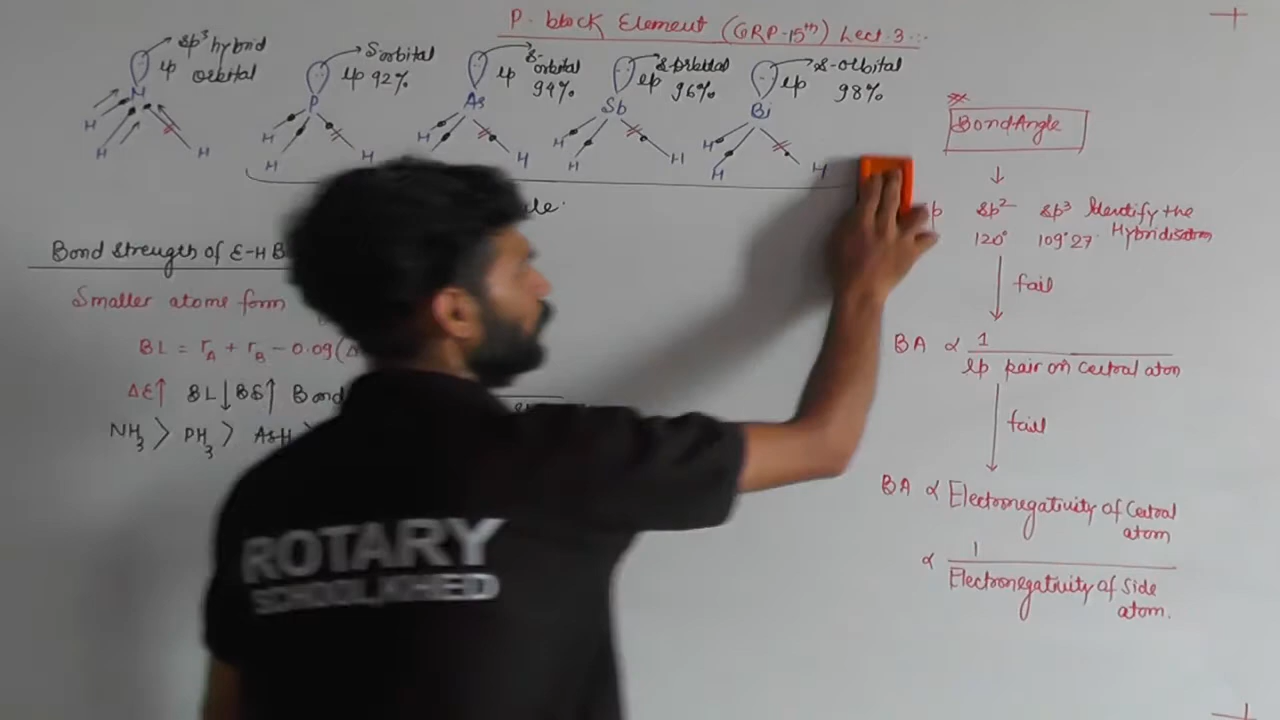 P. block Element (GRP-15th) Lect. 3.:-
sp³ hybrid
lp orbital
N
H H H
S orbital
lp 92%
P
H H H
s-
lp orbital
94%
As
H H
s orbital
lp 96%
Sb
H H H
s-orbital
lp 98%
Bi
H H H
Bond Angle
↓
sp² sp³ Identify the
120° 109°27' Hybridisation
fail
BA ∝ 1
lp pair on Central atom
fail
BA ∝ Electronegativity of Central
atom
∝ 1
Electronegativity of Side
atom.
Bond Strength of E-H B
Smaller atoms form
BL = rA + rB - 0.09(Δ
ΔE↑ BL↓ BE↑ Bond
NH₃ > PH₃ > AsH
ROTARY
SCHOOL,KHED